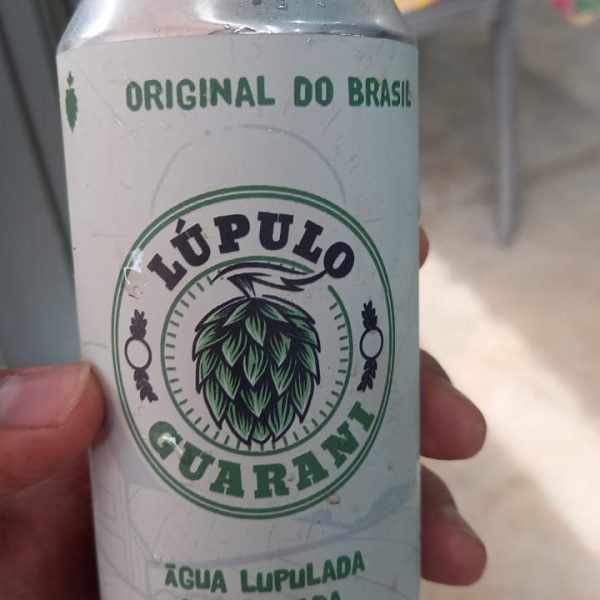 ORIGINAL DO BRASIL
LÚPULO
GUARANI
ÁGUA LUPULADA